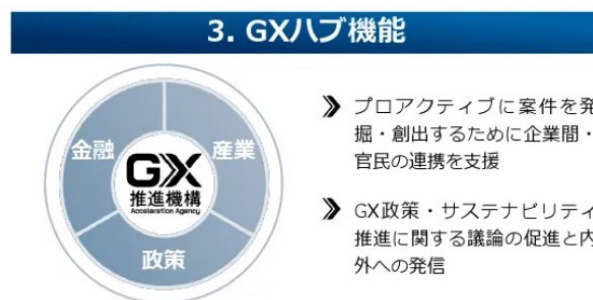 3. GXハブ機能
金融
産業
GX
推進機構
Acceleration Agency
政策
プロアクティブに案件を発
掘・創出するために企業間・
官民の連携を支援
GX政策・サステナビリティ
推進に関する議論の促進と内
外への発信